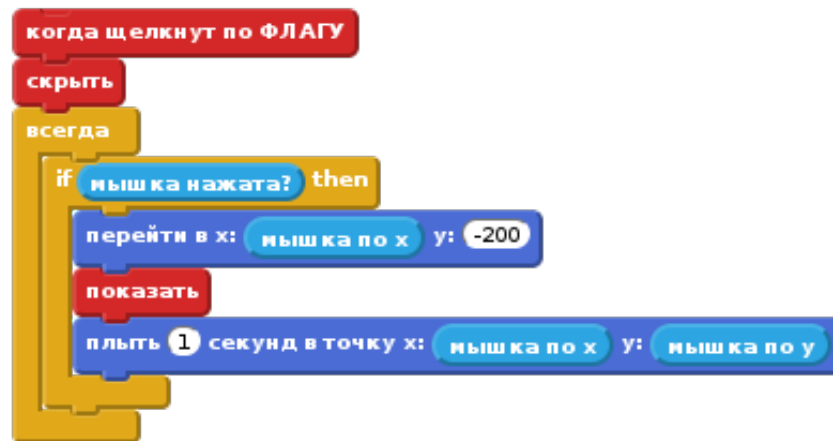 когда щелкнут по ФЛАГУ
скрыть
всегда
if мышка нажата? then
перейти в x: мышка по x y: -200
показать
плыть 1 секунд в точку x: мышка по x y: мышка по y